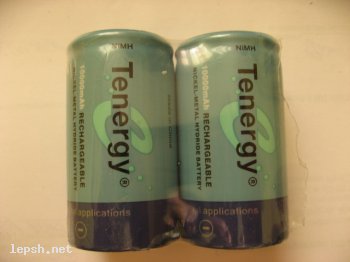 NiMH
Tenergy®
10000mAH RECHARGEABLE
NICKEL-METAL HYDRIDE BATTERY
applications
NiMH
Tenergy®
10000mAH RECHARGEABLE
NICKEL-METAL HYDRIDE BATTERY
applications
lepsh.net